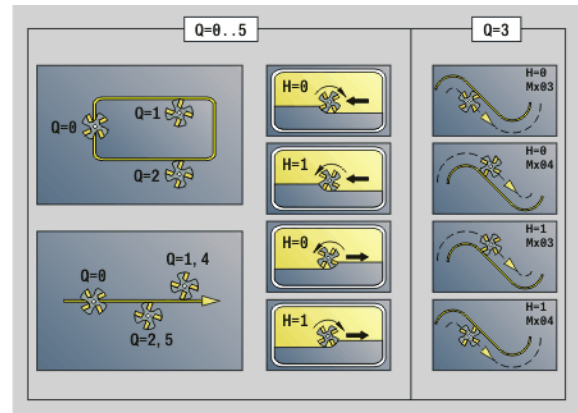 Q=0..5
Q=3
Q=0
Q=1
Q=2
Q=0
Q=1, 4
Q=2, 5
H=0
H=1
H=0
H=1
H=0
Mx03
H=0
Mx04
H=1
Mx03
H=1
Mx04